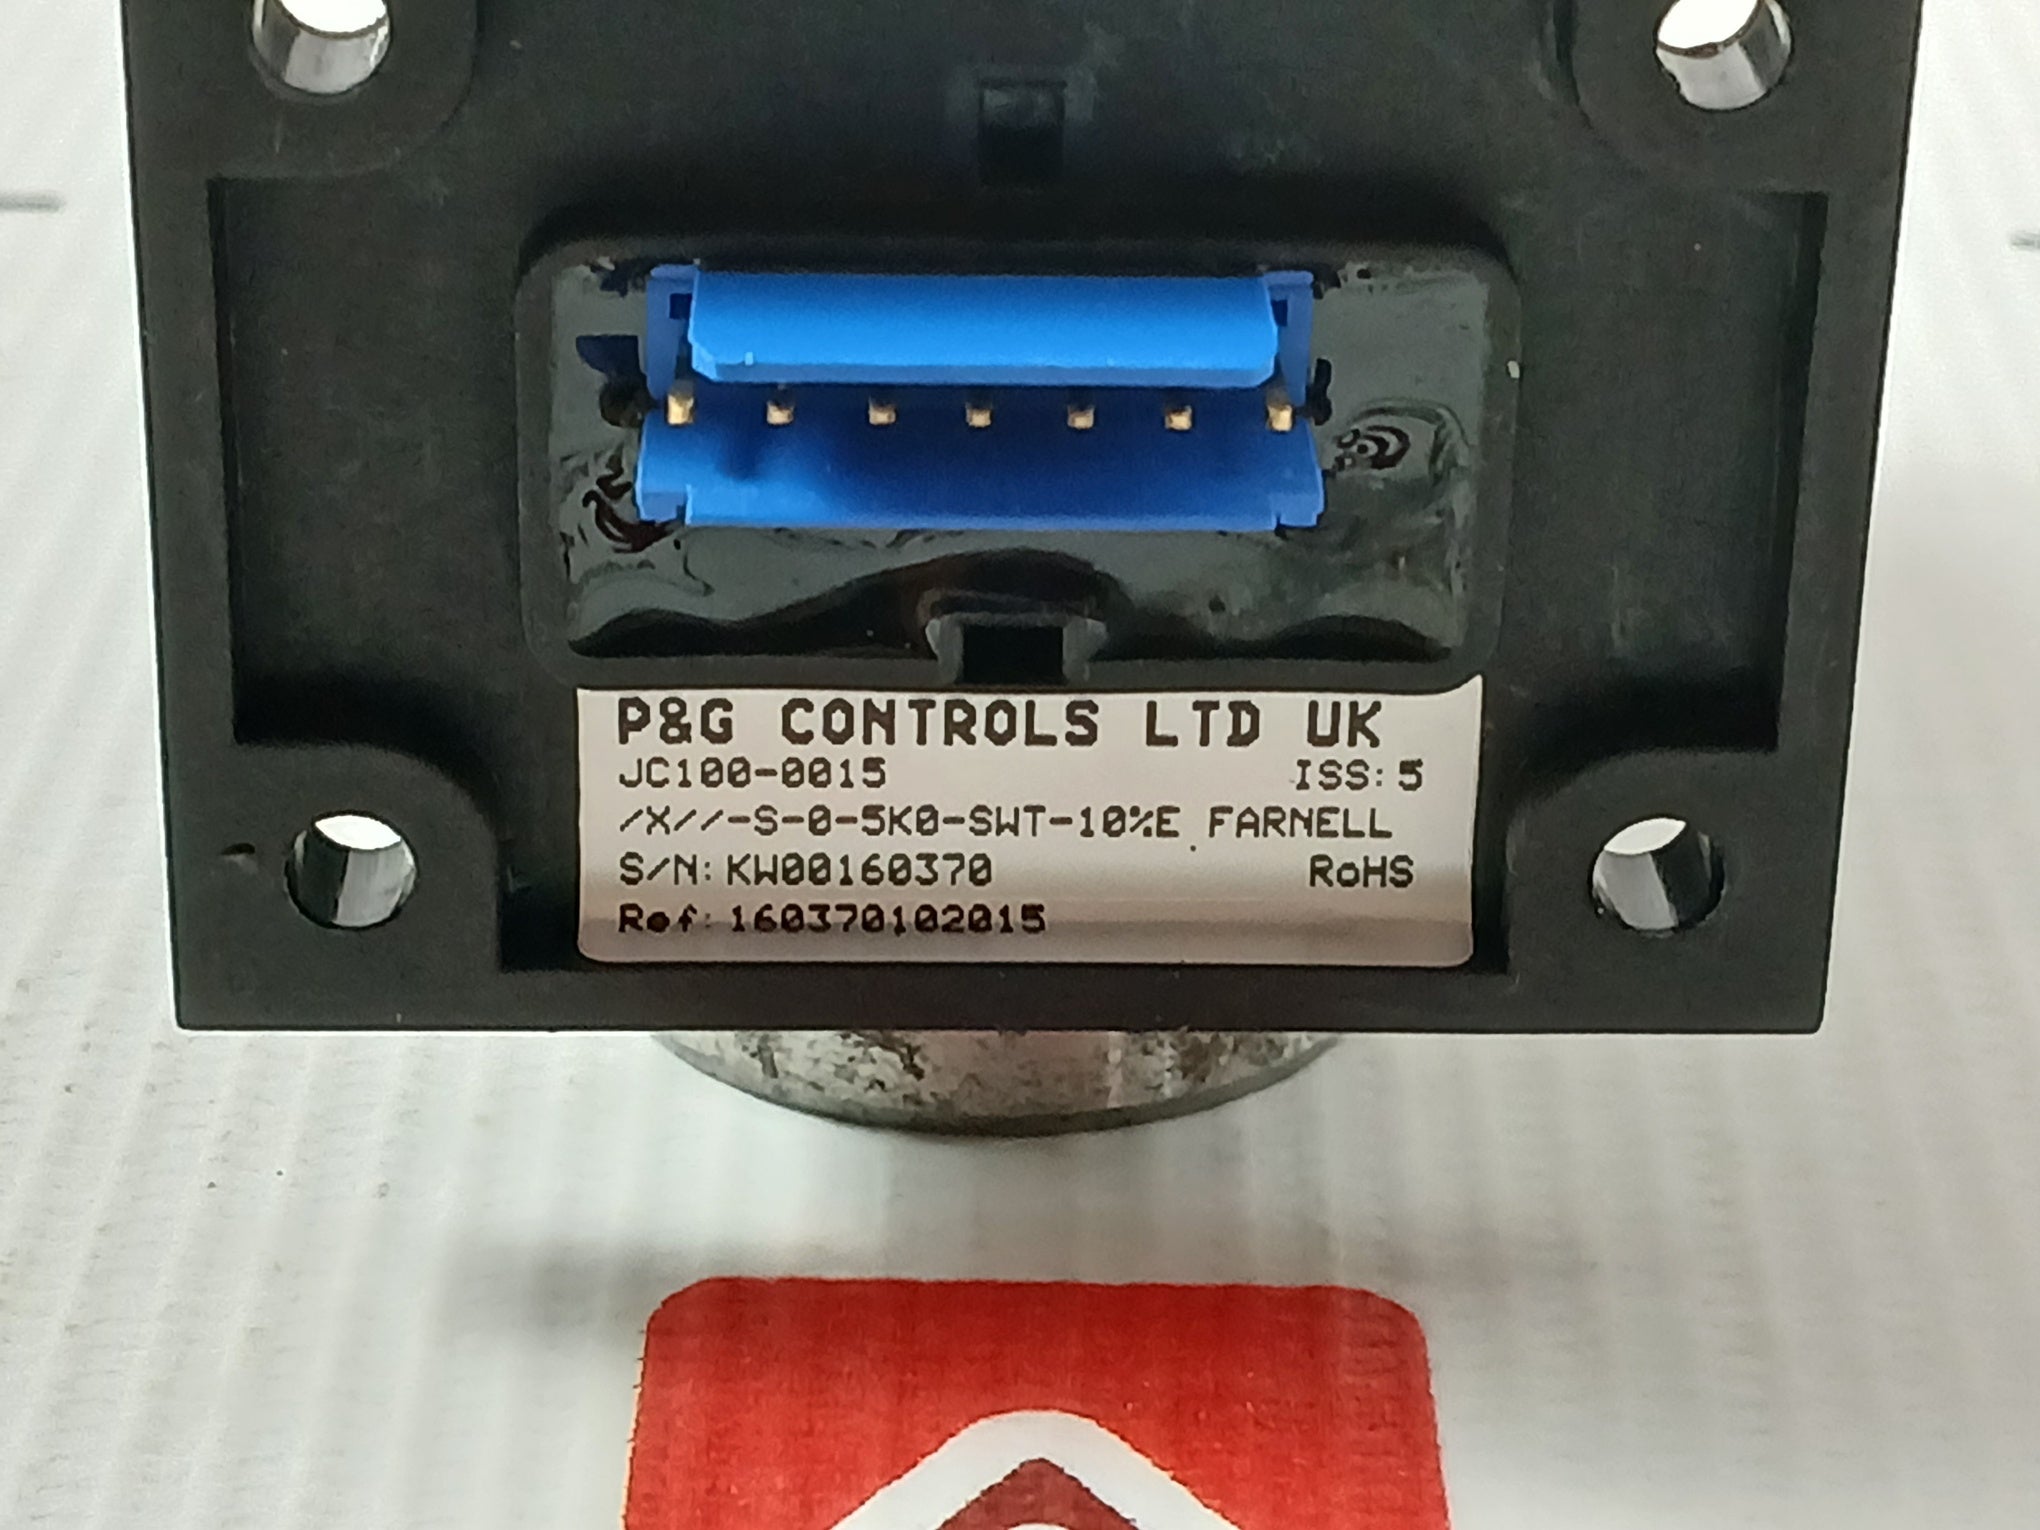 P&G CONTROLS LTD UK
JC100-0015 ISS: 5
/X//-S-0-5K0-SWT-10%E FARNELL
S/N: KW00160370 RoHS
Ref: 160370102015